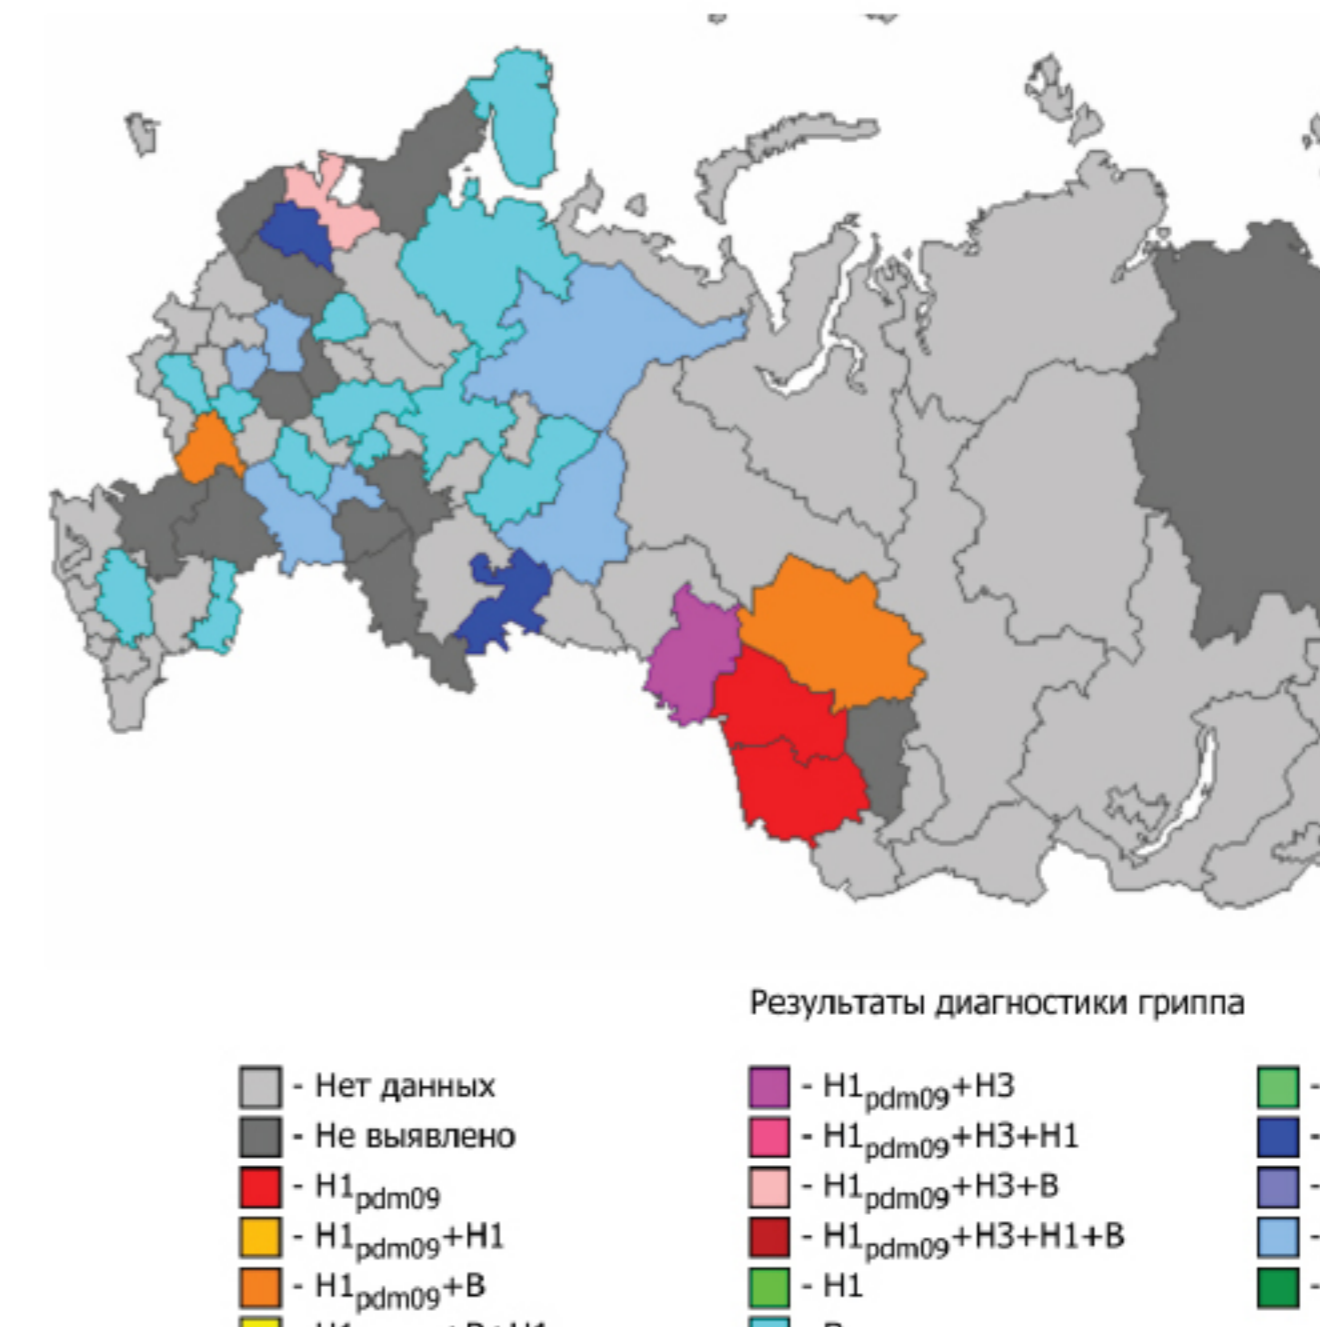 Результаты диагностики гриппа
- Нет данных
- Не выявлено
- H1pdm09
- H1pdm09+H1
- H1pdm09+B
- H1pdm09+H3
- H1pdm09+H3+H1
- H1pdm09+H3+B
- H1pdm09+H3+H1+B
- H1
-
-
-
-
-